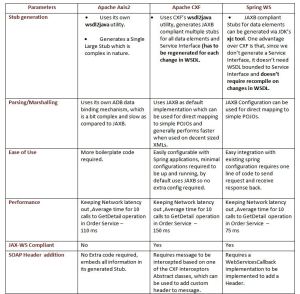 Parameters
Apache Axis2
Apache CXF
Spring WS
Stub generation
• Uses its own
wsdl2java utility.
• Generates a Single
Large Stub which is
complex in nature.
• Uses CXF's wsdl2java
utility, generates JAXB
compliant multiple stubs
for all data elements and
Service Interface (has to
be regenerated for each
change in WSDL.
• JAXB compliant
Stubs for data elements
can be generated via JDK's
xjc tool. One advantage
over CXF is that, since we
don't generate a Service
Interface, it doesn't need
WSDL bounded to Service
Interface and doesn't
require recompile on
changes in WSDL.
Parsing/Marshalling
Uses its own ADB data
binding mechanism, which
is a bit complex and slow as
compared to JAXB.
Uses JAXB as default
implementation which
can be used for direct mapping
to simple POJOs and
generally performs faster
when used on decent sized
XMLs.
JAXB Configuration can be
used for direct mapping to
simple POJOs.
Ease of Use
More boilerplate code
required.
Easily configurable with
Spring applications, minimal
configurations required to
be up and running, by
default uses JAXB so no
extra config required.
Easy integration with existing
spring configuration requires
one line of code to send
request and receive
response back.
Performance
Keeping Network latency
out ,Average time for 10
calls to GetDetail operation
in Order Service –
110 ms
Keeping Network latency
out ,Average time for 10
calls to GetDetail operation
in Order Service –
150 ms
Keeping Network latency
out ,Average time for 10
calls to GetDetail operation
in Order Service –
75 ms
JAX-WS Compliant
No
Yes
Yes
SOAP Header addition
No Extra code required,
embeds all information in
its generated Stub.
Requires message to be
intercepted based on one
of the CXF interceptors
Abstract classes, which can
be used to add custom
header to message.
Requires a
WebServicesCallback
implementation to be
implemented to add a
Header.